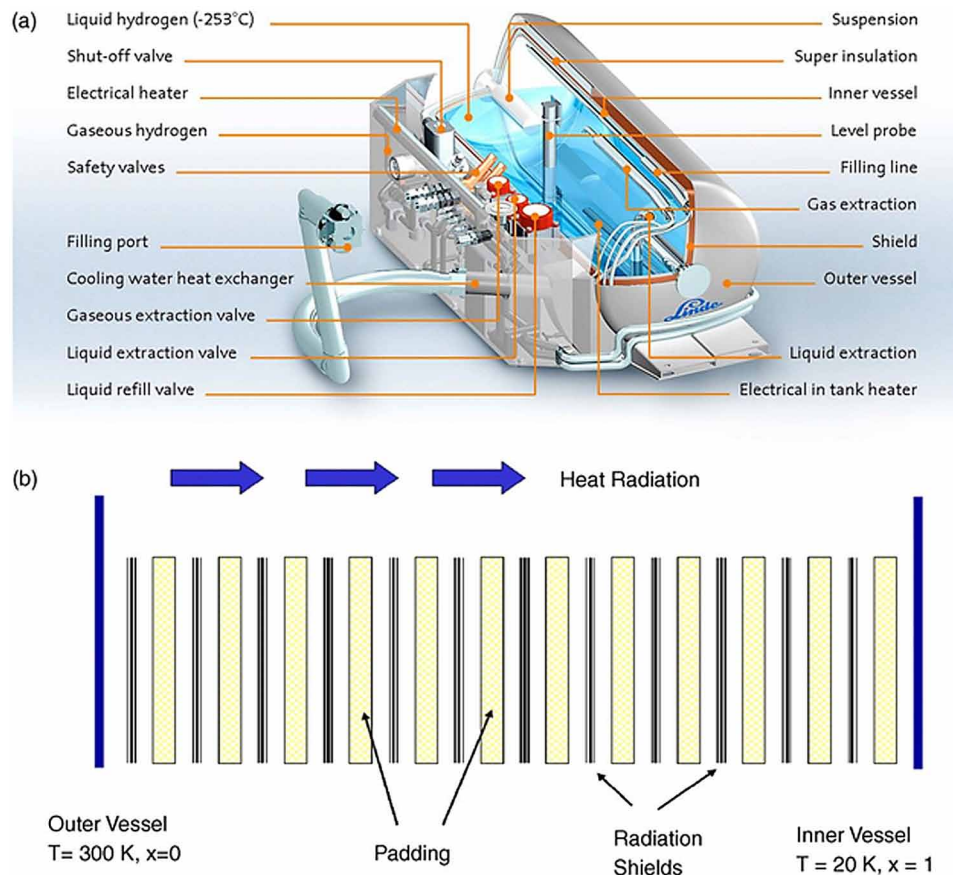 (a)
Liquid hydrogen (-253°C)
Shut-off valve
Electrical heater
Gaseous hydrogen
Safety valves
Filling port
Cooling water heat exchanger
Gaseous extraction valve
Liquid extraction valve
Liquid refill valve
Suspension
Super insulation
Inner vessel
Level probe
Filling line
Gas extraction
Shield
Outer vessel
Linde
Liquid extraction
Electrical in tank heater
(b)
Heat Radiation
Outer Vessel
T= 300 K, x=0
Padding
Radiation
Shields
Inner Vessel
T = 20 K, x = 1